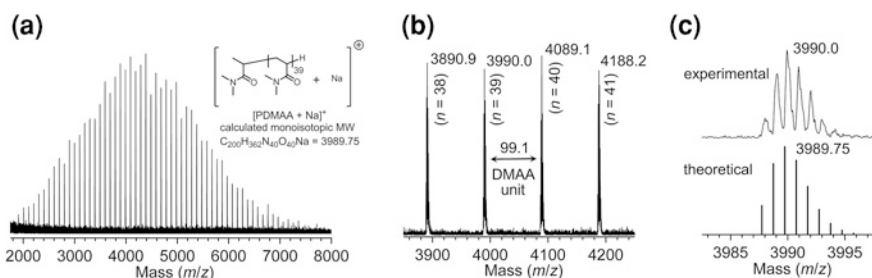 (a)
N
O
N
O
H
39
+ Na
⊕
[PDMAA + Na]⁺
calculated monoisotopic MW
C₂₀₀H₃₆₂N₄₀O₄₀Na = 3989.75
2000 3000 4000 5000 6000 7000 8000
Mass (m/z)
(b)
3890.9
3990.0
4089.1
4188.2
(n = 38)
(n = 39)
(n = 40)
(n = 41)
99.1
DMAA
unit
3900 4000 4100 4200
Mass (m/z)
(c)
3990.0
experimental
3989.75
theoretical
3985 3990 3995
Mass (m/z)